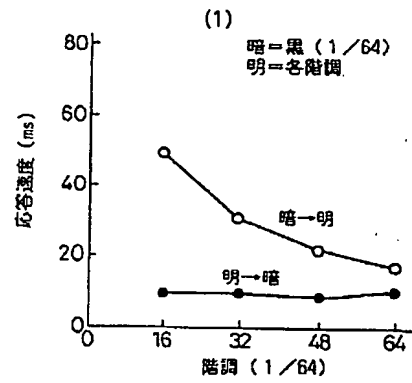 (1)
暗=黒 (1/64)
明=各階調
80
60
40
20
0
応答速度 (ms)
暗→明
明→暗
0 16 32 48 64
階調 (1/64)